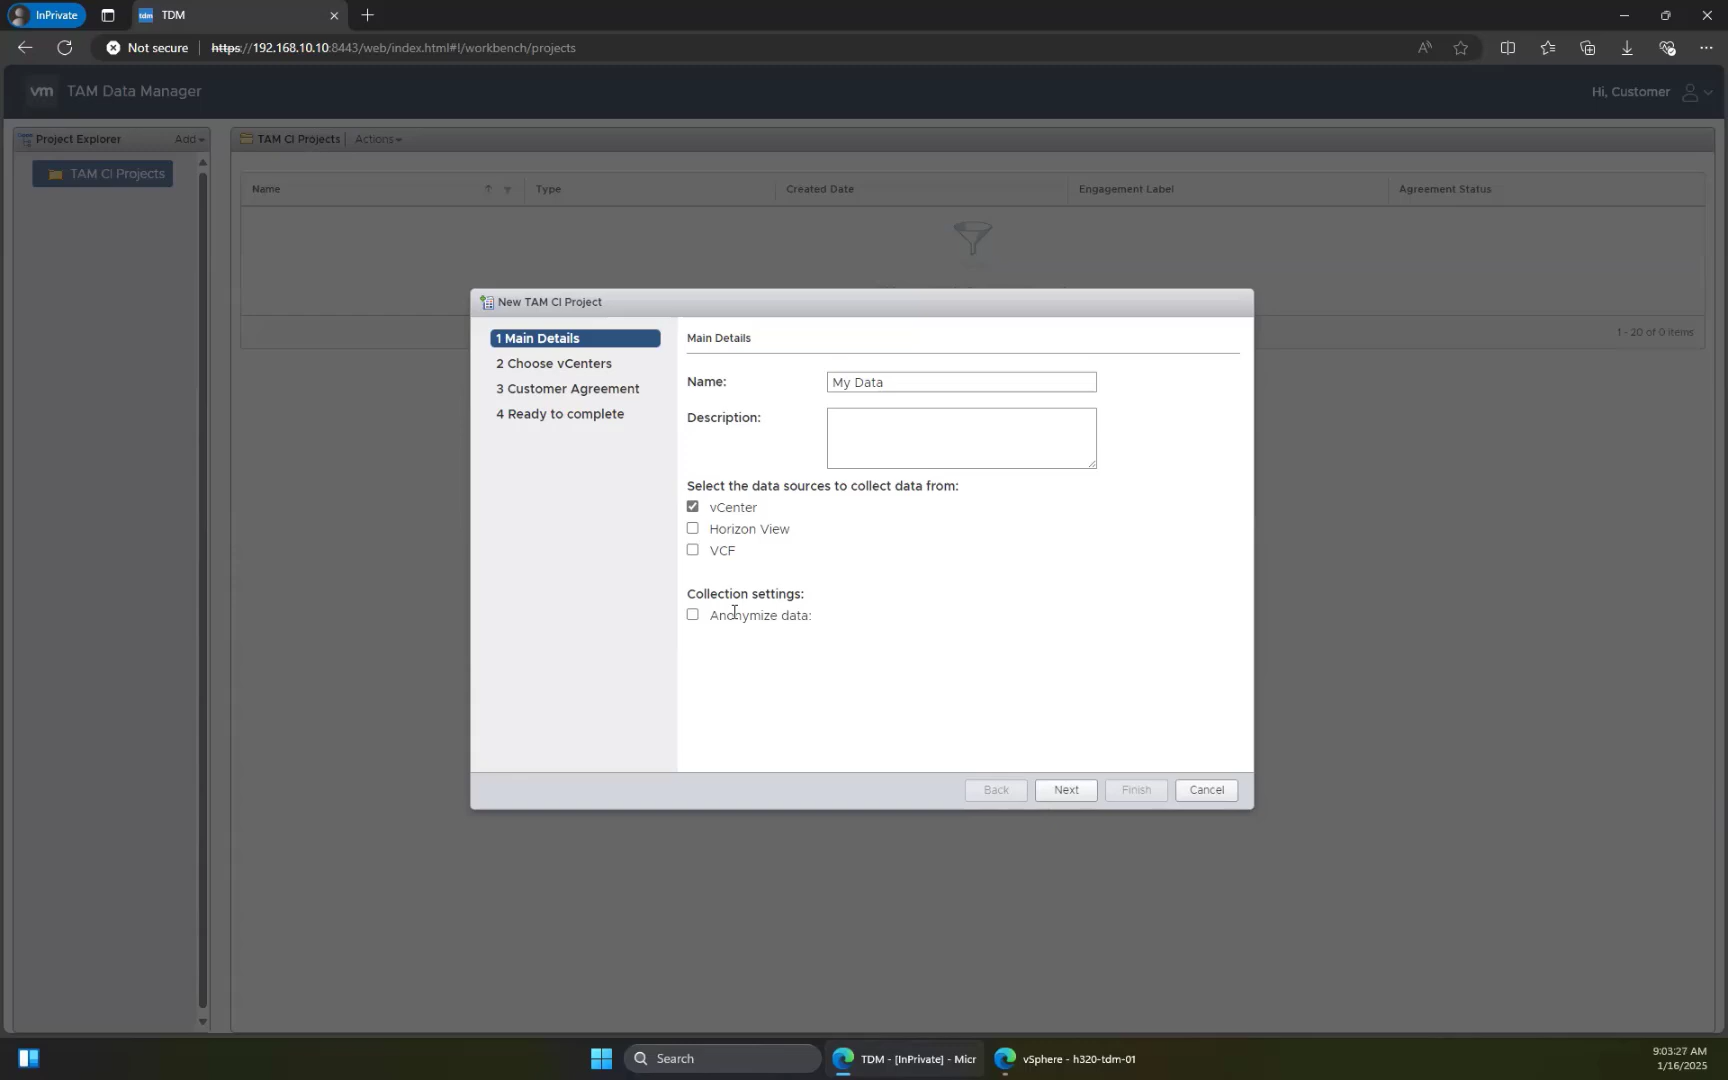 InPrivate
tdm TDM
Not secure https://192.168.10.10:8443/web/index.html#!/workbench/projects
vm TAM Data Manager
Hi, Customer
Project Explorer Add
TAM CI Projects
TAM CI Projects Actions
Name Type Created Date Engagement Label Agreement Status
1 - 20 of 0 items
New TAM CI Project
1 Main Details
2 Choose vCenters
3 Customer Agreement
4 Ready to complete
Main Details
Name: My Data
Description:
Select the data sources to collect data from:
vCenter
Horizon View
VCF
Collection settings:
Anonymize data:
Back Next Finish Cancel
Search
TDM - [InPrivate] - Micr
vSphere - h320-tdm-01
9:03:27 AM
1/16/2025